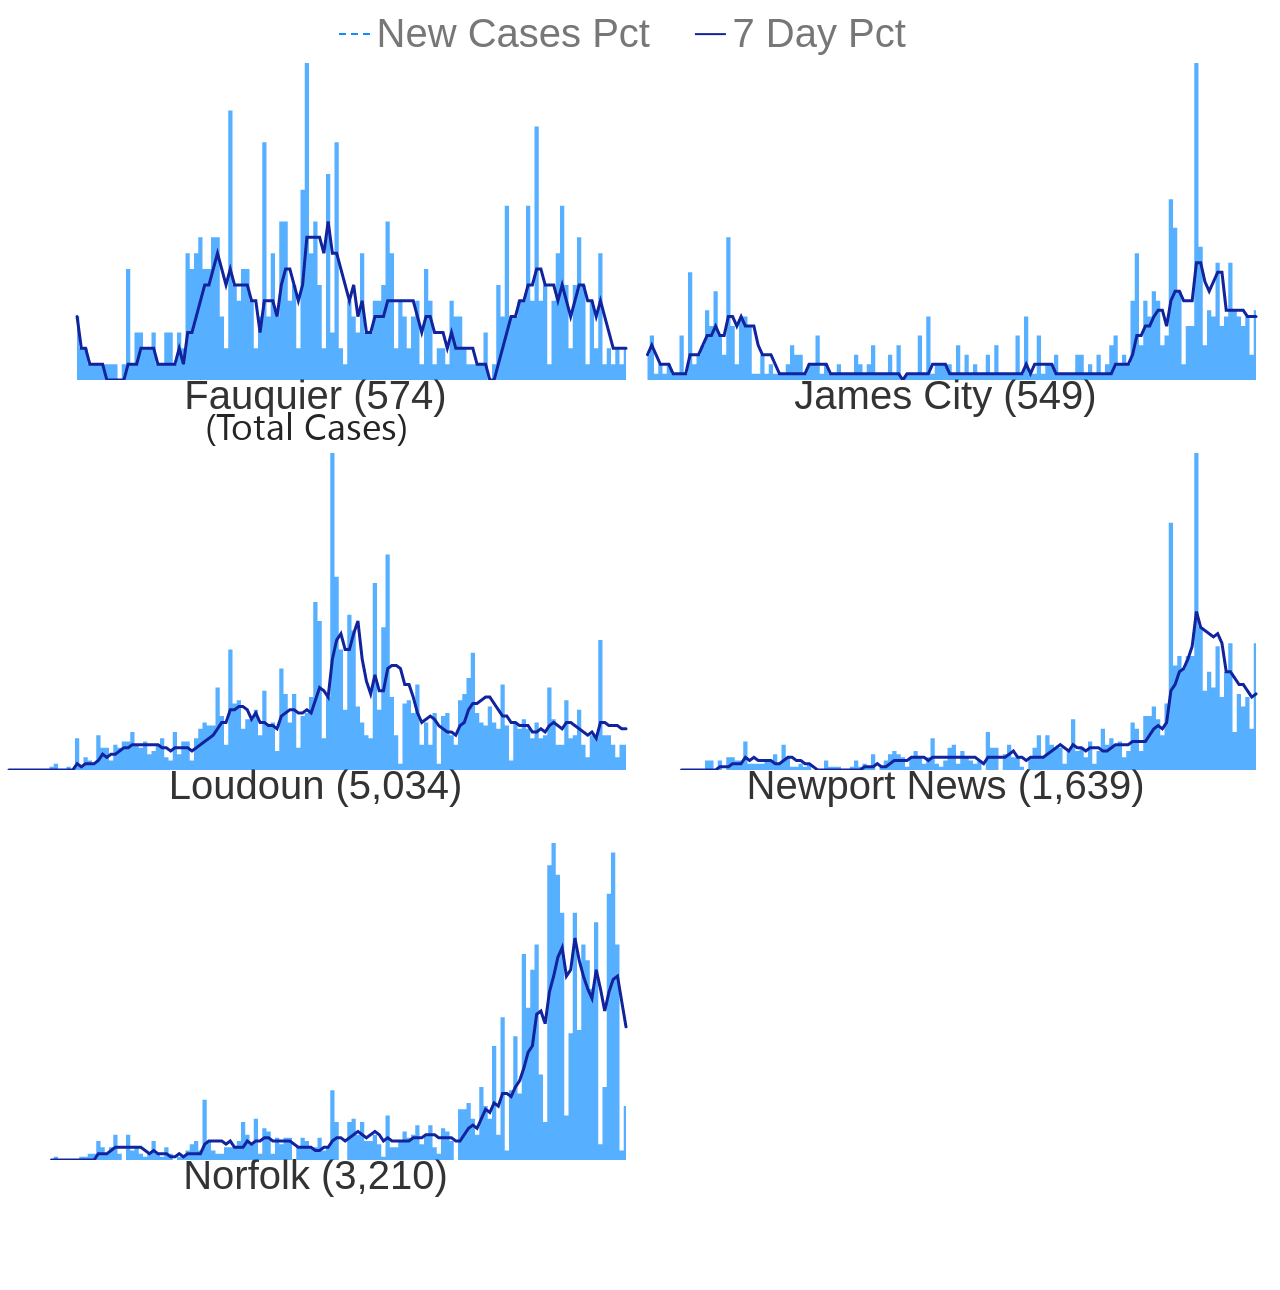 New Cases Pct 7 Day Pct
Fauquier (574)
(Total Cases)
James City (549)
Loudoun (5,034)
Newport News (1,639)
Norfolk (3,210)